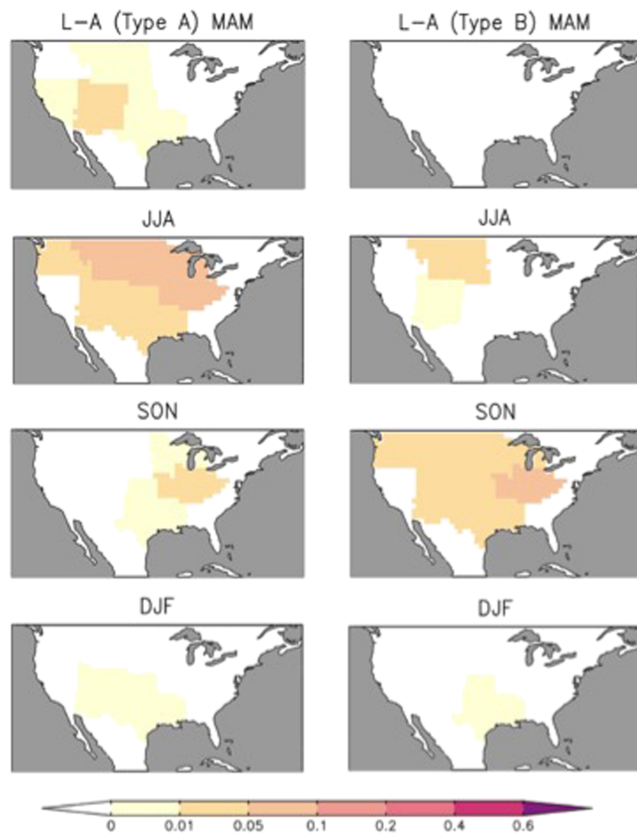 L-A (Type A) MAM
L-A (Type B) MAM
JJA
JJA
SON
SON
DJF
DJF
0 0.01 0.05 0.1 0.2 0.4 0.6